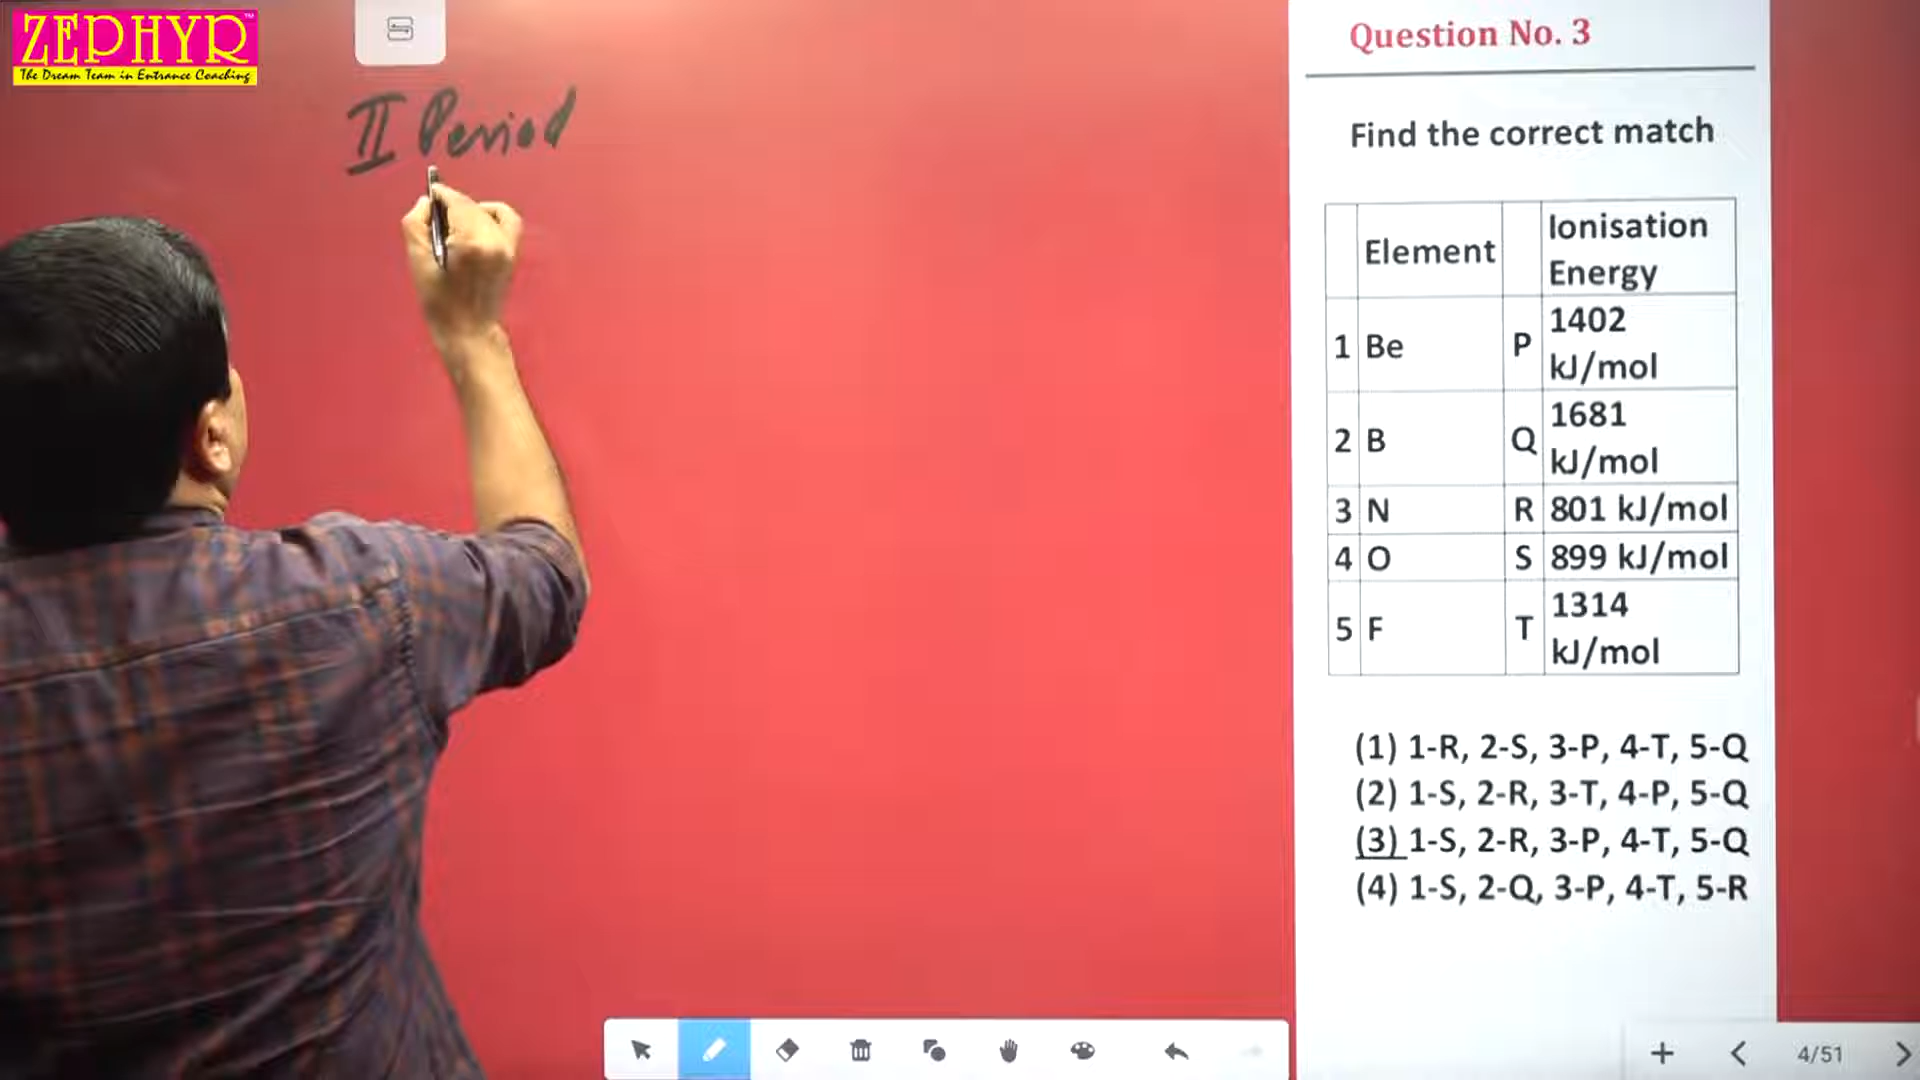 ZEPHYR™
The Dream Team in Entrance Coaching
II Period
Question No. 3
Find the correct match
Element Ionisation Energy
1 Be P 1402 kJ/mol
2 B Q 1681 kJ/mol
3 N R 801 kJ/mol
4 O S 899 kJ/mol
5 F T 1314 kJ/mol
(1) 1-R, 2-S, 3-P, 4-T, 5-Q
(2) 1-S, 2-R, 3-T, 4-P, 5-Q
(3) 1-S, 2-R, 3-P, 4-T, 5-Q
(4) 1-S, 2-Q, 3-P, 4-T, 5-R
4/51